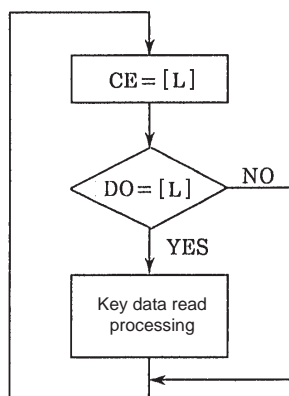 CE = [L]
DO = [L]
NO
YES
Key data read
processing